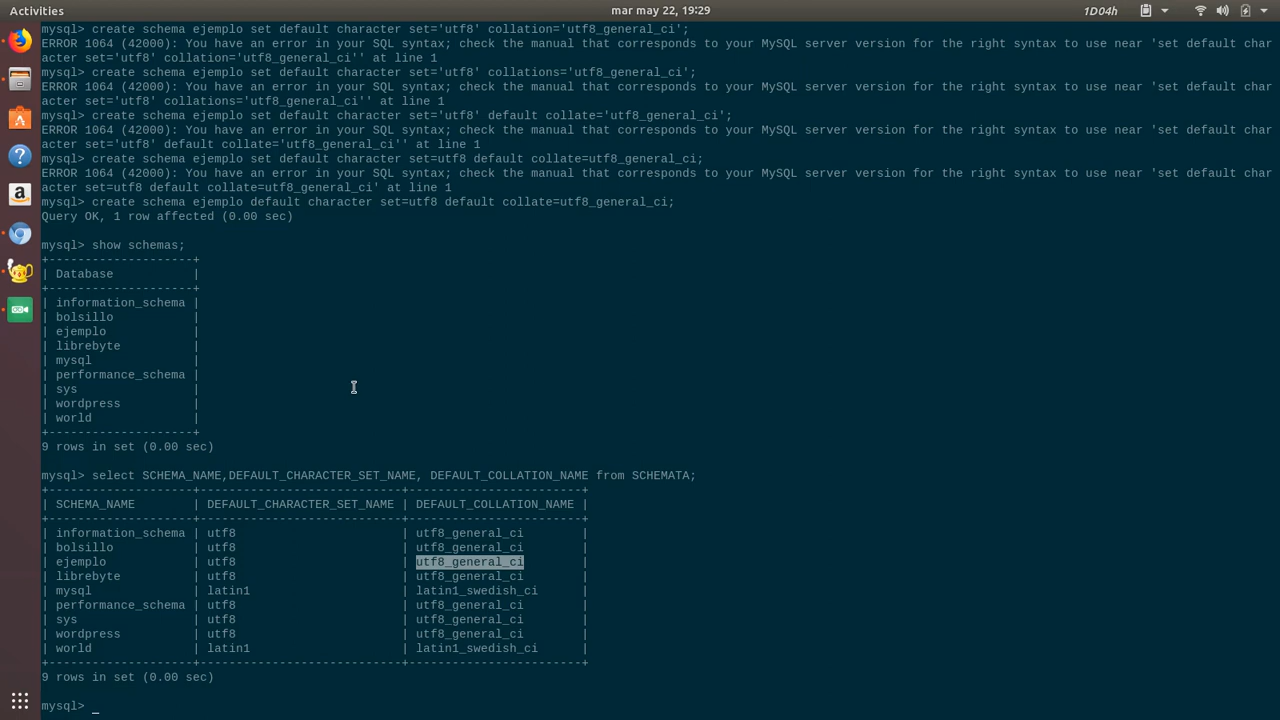 Activities
mar may 22, 19:29
1D04h
mysql> create schema ejemplo set default character set='utf8' collation='utf8_general_ci';
ERROR 1064 (42000): You have an error in your SQL syntax; check the manual that corresponds to your MySQL server version for the right syntax to use near 'set default char
acter set='utf8' collation='utf8_general_ci'' at line 1
mysql> create schema ejemplo set default character set='utf8' collations='utf8_general_ci';
ERROR 1064 (42000): You have an error in your SQL syntax; check the manual that corresponds to your MySQL server version for the right syntax to use near 'set default char
acter set='utf8' collations='utf8_general_ci'' at line 1
mysql> create schema ejemplo set default character set='utf8' default collate='utf8_general_ci';
ERROR 1064 (42000): You have an error in your SQL syntax; check the manual that corresponds to your MySQL server version for the right syntax to use near 'set default char
acter set='utf8' default collate='utf8_general_ci'' at line 1
mysql> create schema ejemplo set default character set=utf8 default collate=utf8_general_ci;
ERROR 1064 (42000): You have an error in your SQL syntax; check the manual that corresponds to your MySQL server version for the right syntax to use near 'set default char
acter set=utf8 default collate=utf8_general_ci' at line 1
mysql> create schema ejemplo default character set=utf8 default collate=utf8_general_ci;
Query OK, 1 row affected (0.00 sec)
mysql> show schemas;
+--------------------+
| Database           |
+--------------------+
| information_schema |
| bolsillo           |
| ejemplo            |
| librebyte          |
| mysql              |
| performance_schema |
| sys                |
| wordpress          |
| world              |
+--------------------+
9 rows in set (0.00 sec)
mysql> select SCHEMA_NAME,DEFAULT_CHARACTER_SET_NAME, DEFAULT_COLLATION_NAME from SCHEMATA;
+--------------------+----------------------------+------------------------+
| SCHEMA_NAME        | DEFAULT_CHARACTER_SET_NAME | DEFAULT_COLLATION_NAME |
+--------------------+----------------------------+------------------------+
| information_schema | utf8                       | utf8_general_ci        |
| bolsillo           | utf8                       | utf8_general_ci        |
| ejemplo            | utf8                       | utf8_general_ci        |
| librebyte          | utf8                       | utf8_general_ci        |
| mysql              | latin1                     | latin1_swedish_ci      |
| performance_schema | utf8                       | utf8_general_ci        |
| sys                | utf8                       | utf8_general_ci        |
| wordpress          | utf8                       | utf8_general_ci        |
| world              | latin1                     | latin1_swedish_ci      |
+--------------------+----------------------------+------------------------+
9 rows in set (0.00 sec)
mysql> _